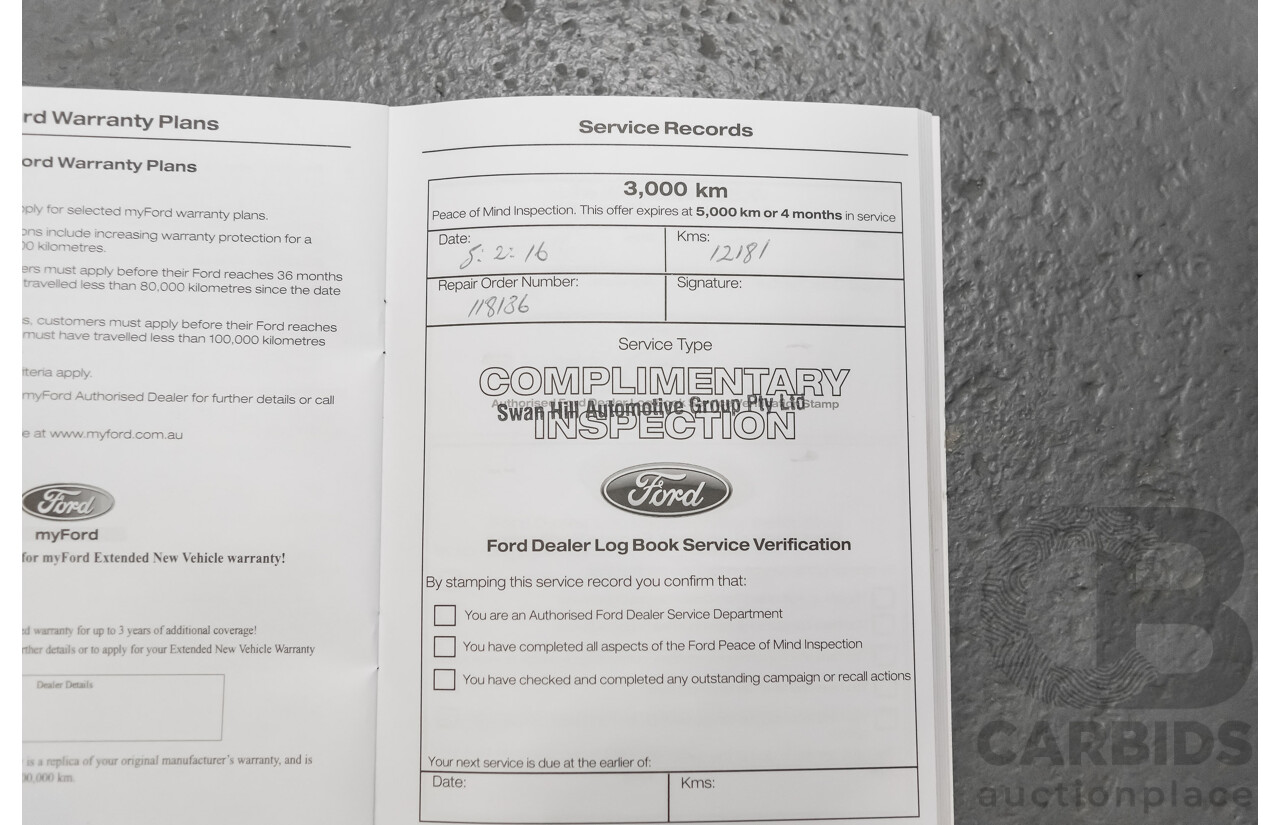 rd Warranty Plans
ord Warranty Plans
ply for selected myFord warranty plans.
ons include increasing warranty protection for a
00 kilometres.
ers must apply before their Ford reaches 36 months
travelled less than 80,000 kilometres since the date
s, customers must apply before their Ford reaches
must have travelled less than 100,000 kilometres
iteria apply.
myFord Authorised Dealer for further details or call
e at www.myford.com.au
Ford
myFord
for myFord Extended New Vehicle warranty!
ed warranty for up to 3 years of additional coverage!
rther details or to apply for your Extended New Vehicle Warranty
Dealer Details
is a replica of your original manufacturer's warranty, and is
00,000 km.
Service Records
3,000 km
Peace of Mind Inspection. This offer expires at 5,000 km or 4 months in service
Date: 5:2:16
Kms: 12181
Repair Order Number: 118136
Signature:
Service Type
COMPLIMENTARY
Authorised Ford Dealer Stamp
Swan Hill Automotive Group Pty Ltd
INSPECTION
Ford
Ford Dealer Log Book Service Verification
By stamping this service record you confirm that:
You are an Authorised Ford Dealer Service Department
You have completed all aspects of the Ford Peace of Mind Inspection
You have checked and completed any outstanding campaign or recall actions
Your next service is due at the earlier of:
Date:
Kms:
CARBIDS
auctionplace